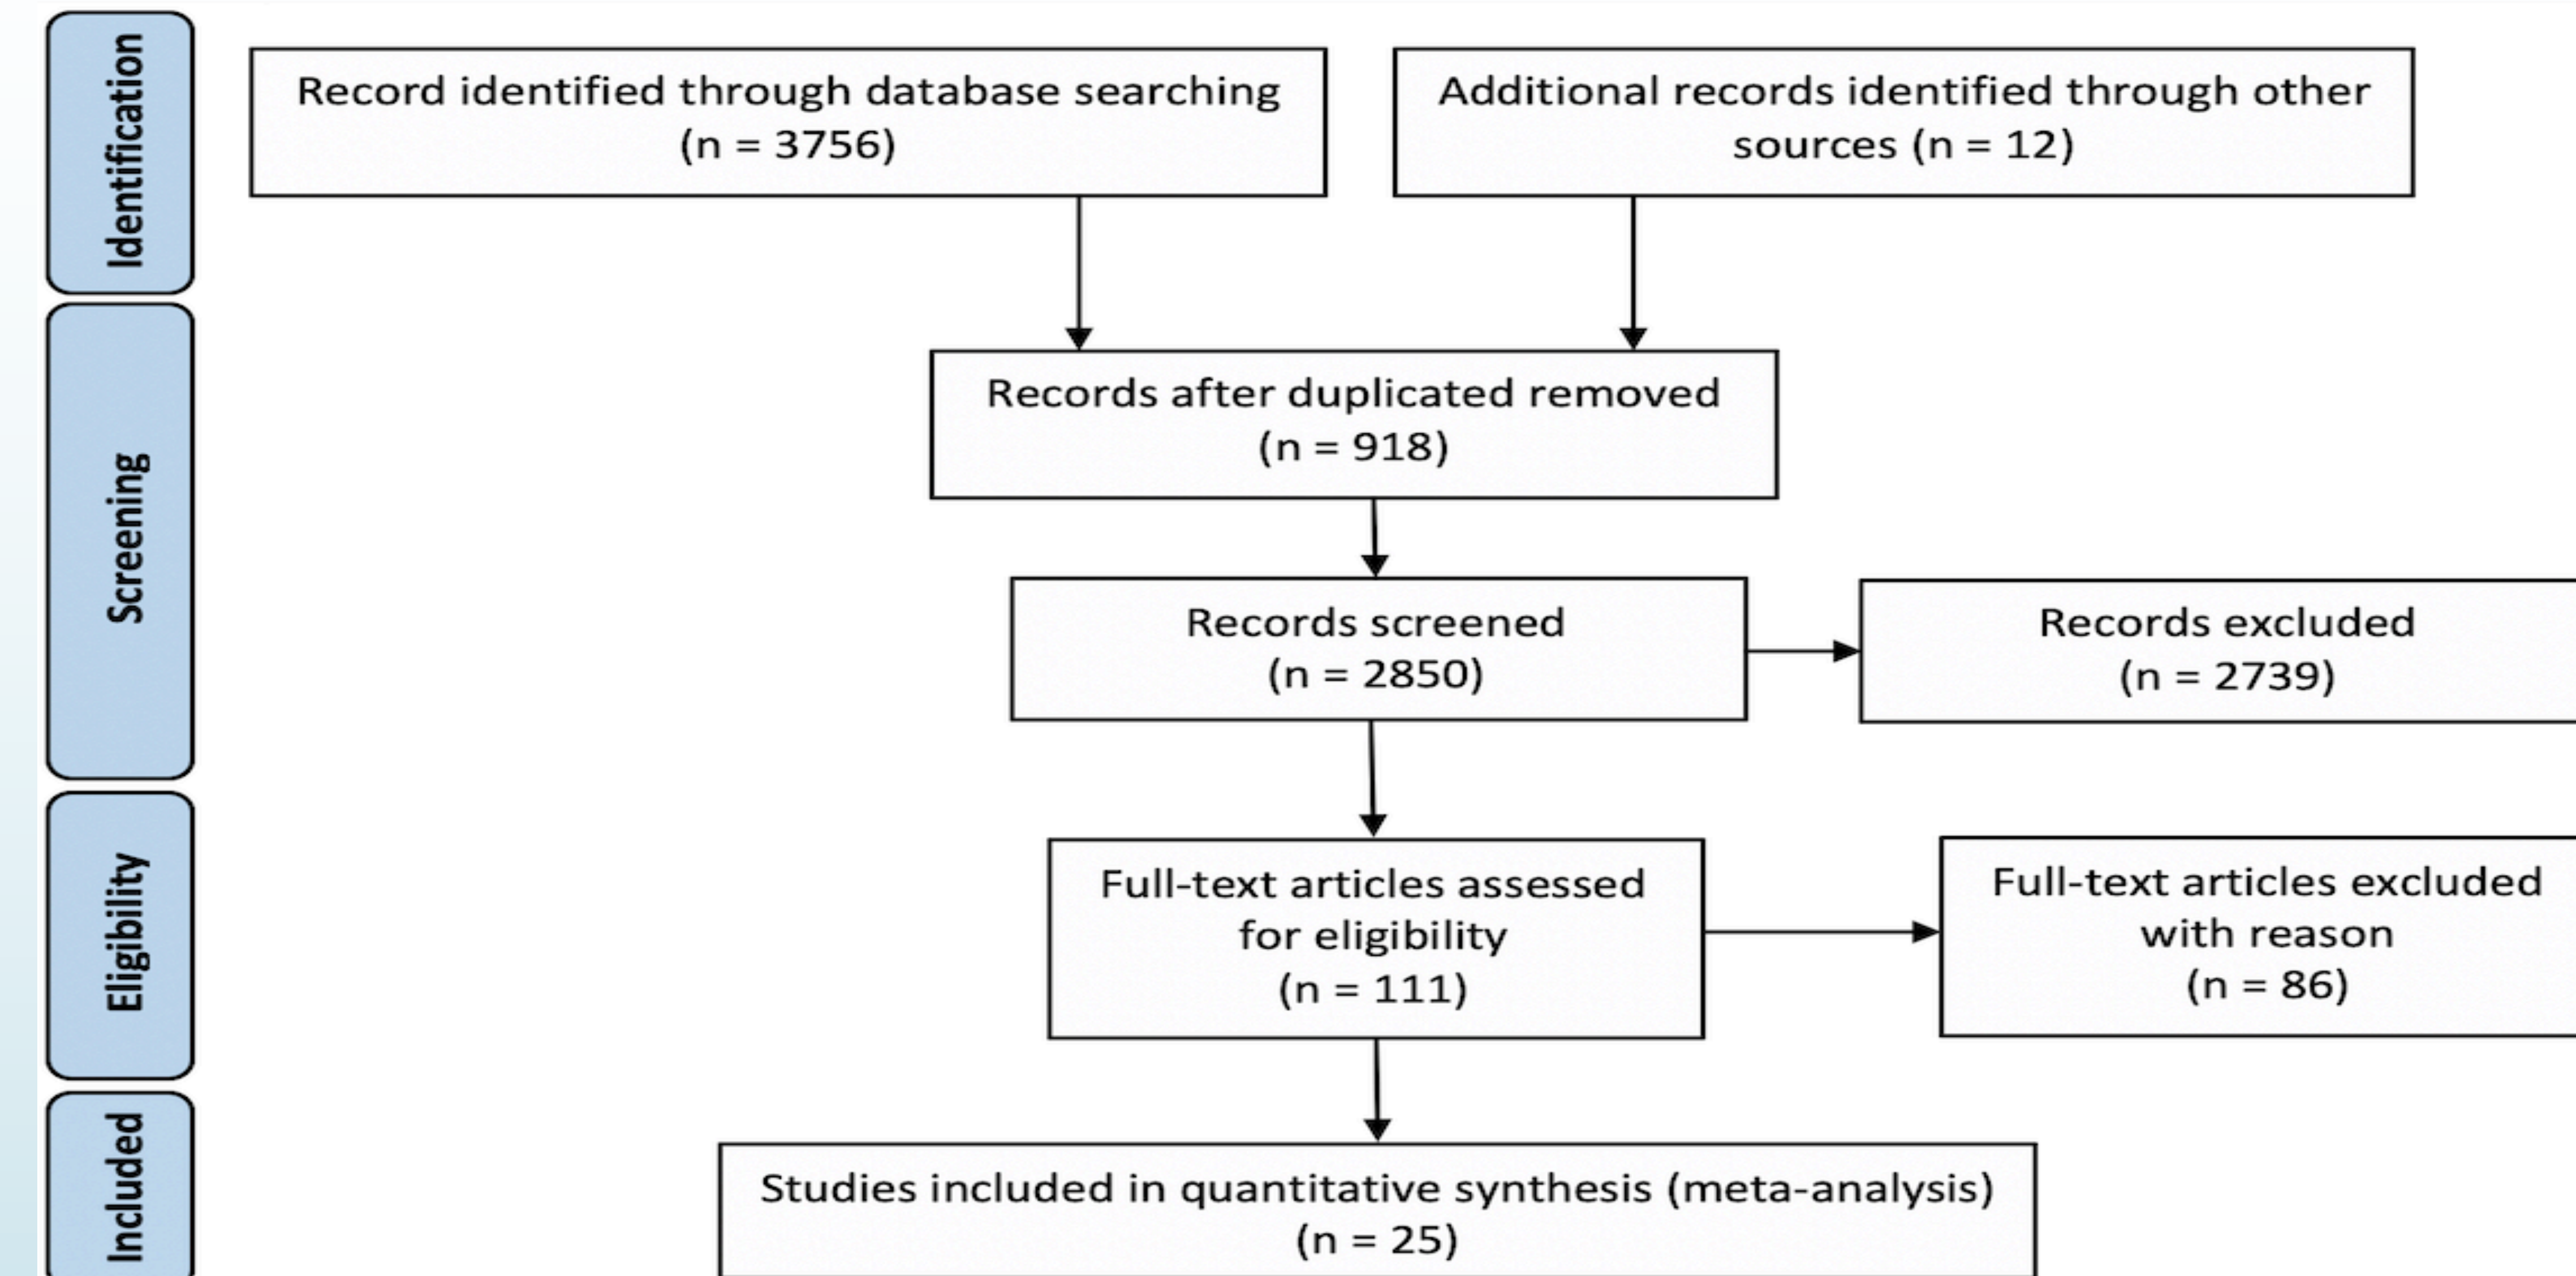 Identification
Record identified through database searching
(n = 3756)
Additional records identified through other
sources (n = 12)
Screening
Records after duplicated removed
(n = 918)
Records screened
(n = 2850)
Records excluded
(n = 2739)
Eligibility
Full-text articles assessed
for eligibility
(n = 111)
Full-text articles excluded
with reason
(n = 86)
Included
Studies included in quantitative synthesis (meta-analysis)
(n = 25)